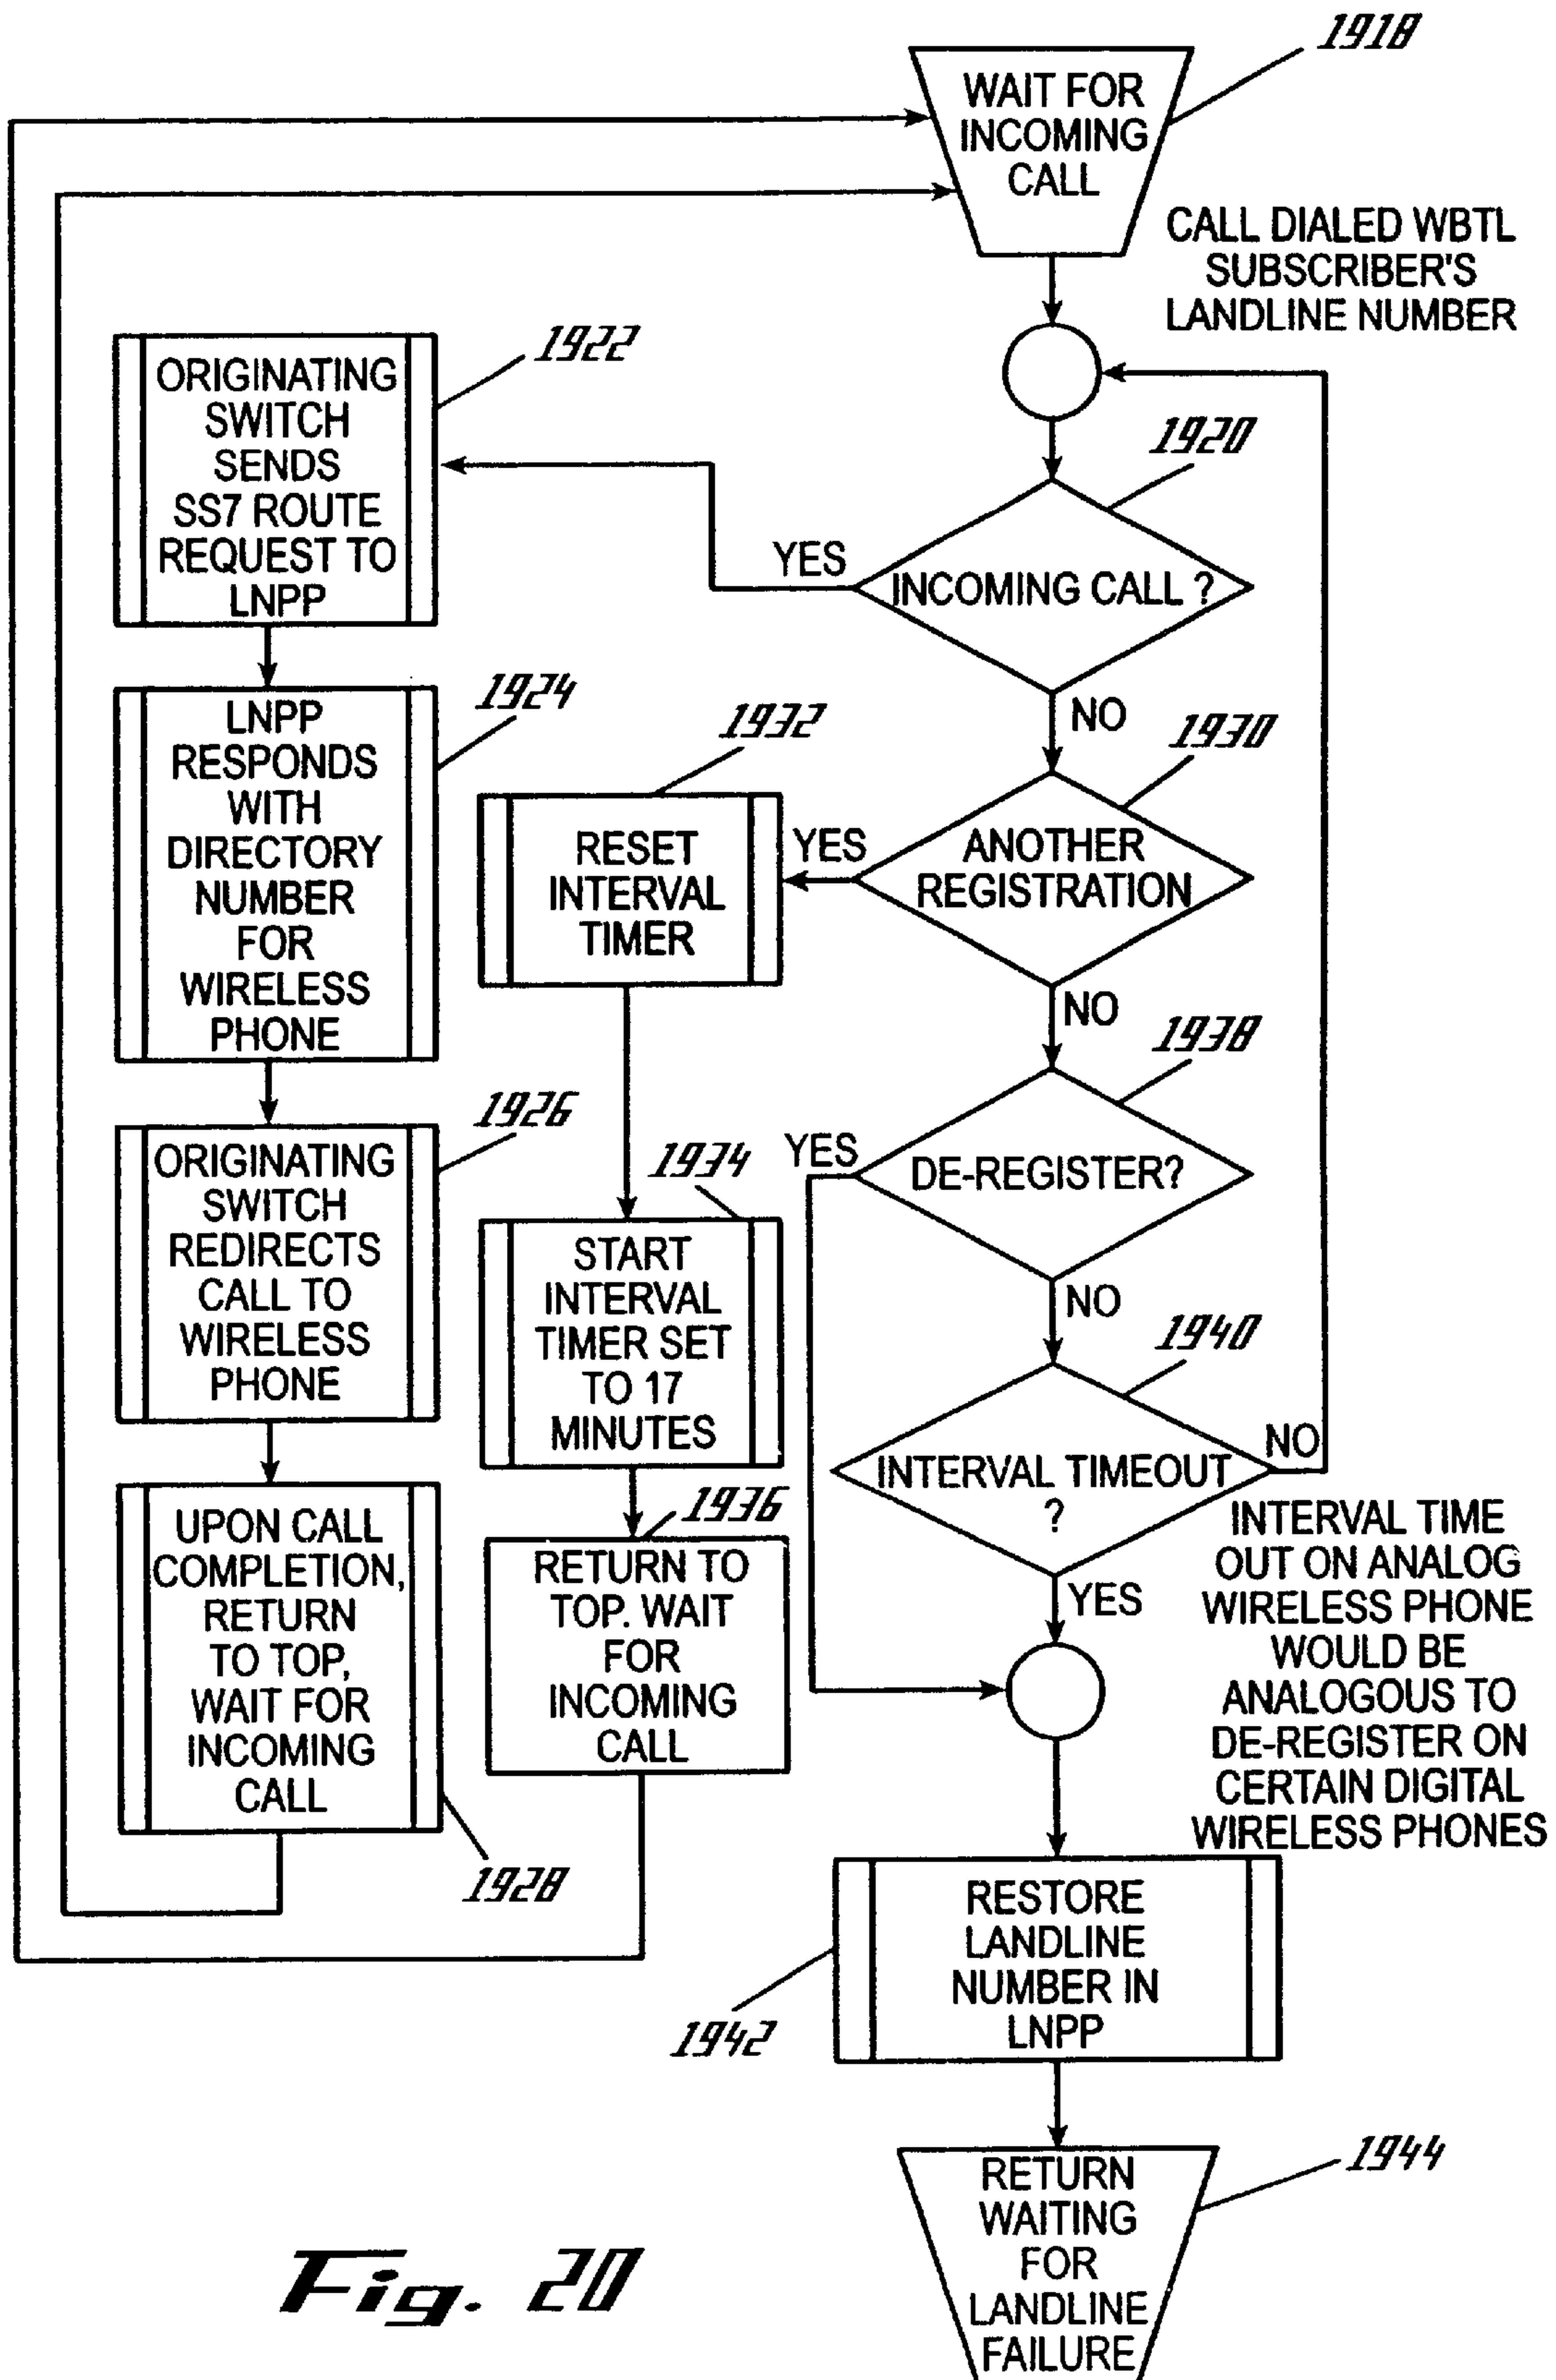 1918
WAIT FOR
INCOMING
CALL
CALL DIALED WBTL
SUBSCRIBER'S
LANDLINE NUMBER
1922
ORIGINATING
SWITCH
SENDS
SS7 ROUTE
REQUEST TO
LNPP
1920
YES
INCOMING CALL ?
NO
1924
LNPP
RESPONDS
WITH
DIRECTORY
NUMBER
FOR
WIRELESS
PHONE
1932
RESET
INTERVAL
TIMER
1930
YES
ANOTHER
REGISTRATION
NO
1926
ORIGINATING
SWITCH
REDIRECTS
CALL TO
WIRELESS
PHONE
1934
START
INTERVAL
TIMER SET
TO 17
MINUTES
1938
YES
DE-REGISTER?
NO
1940
INTERVAL TIMEOUT
?
NO
YES
UPON CALL
COMPLETION,
RETURN
TO TOP,
WAIT FOR
INCOMING
CALL
1928
1936
RETURN TO
TOP. WAIT
FOR
INCOMING
CALL
INTERVAL TIME
OUT ON ANALOG
WIRELESS PHONE
WOULD BE
ANALOGOUS TO
DE-REGISTER ON
CERTAIN DIGITAL
WIRELESS PHONES
RESTORE
LANDLINE
NUMBER IN
LNPP
1942
1944
RETURN
WAITING
FOR
LANDLINE
FAILURE
Fig. 20